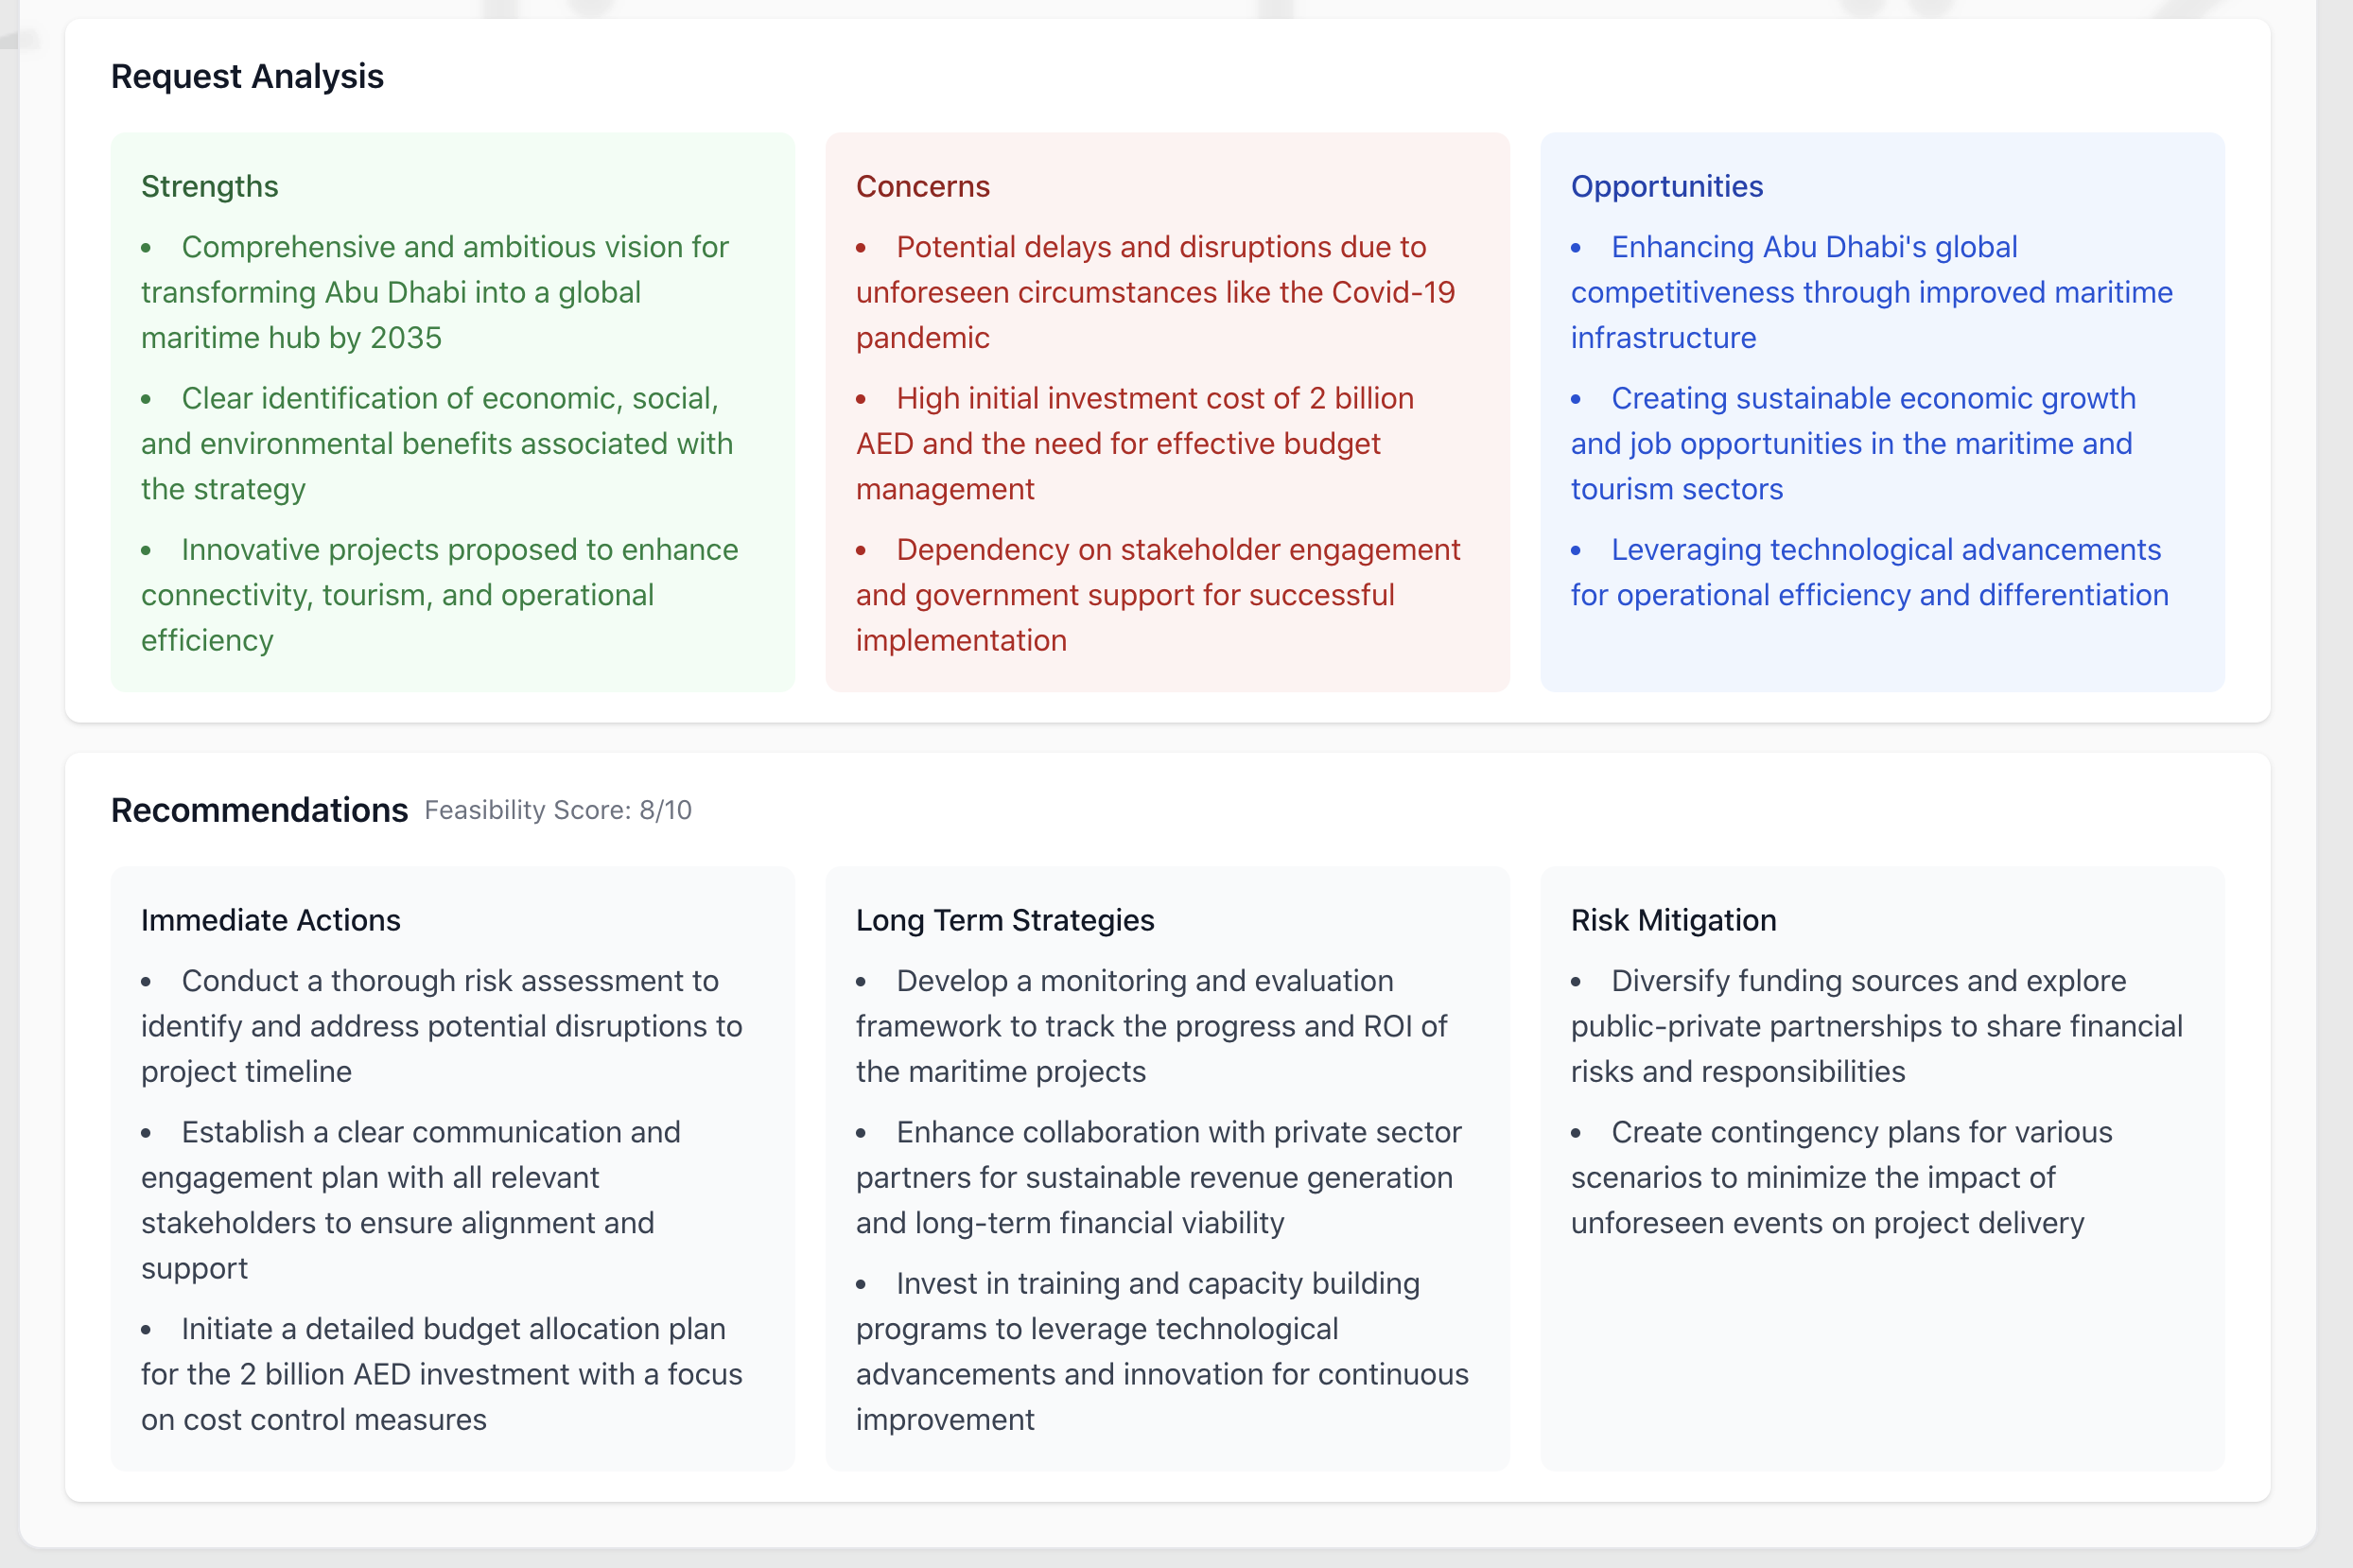 Request Analysis
Strengths
• Comprehensive and ambitious vision for
transforming Abu Dhabi into a global
maritime hub by 2035
• Clear identification of economic, social,
and environmental benefits associated with
the strategy
• Innovative projects proposed to enhance
connectivity, tourism, and operational
efficiency
Concerns
• Potential delays and disruptions due to
unforeseen circumstances like the Covid-19
pandemic
• High initial investment cost of 2 billion
AED and the need for effective budget
management
• Dependency on stakeholder engagement
and government support for successful
implementation
Opportunities
• Enhancing Abu Dhabi's global
competitiveness through improved maritime
infrastructure
• Creating sustainable economic growth
and job opportunities in the maritime and
tourism sectors
• Leveraging technological advancements
for operational efficiency and differentiation
Recommendations Feasibility Score: 8/10
Immediate Actions
• Conduct a thorough risk assessment to
identify and address potential disruptions to
project timeline
• Establish a clear communication and
engagement plan with all relevant
stakeholders to ensure alignment and
support
• Initiate a detailed budget allocation plan
for the 2 billion AED investment with a focus
on cost control measures
Long Term Strategies
• Develop a monitoring and evaluation
framework to track the progress and ROI of
the maritime projects
• Enhance collaboration with private sector
partners for sustainable revenue generation
and long-term financial viability
• Invest in training and capacity building
programs to leverage technological
advancements and innovation for continuous
improvement
Risk Mitigation
• Diversify funding sources and explore
public-private partnerships to share financial
risks and responsibilities
• Create contingency plans for various
scenarios to minimize the impact of
unforeseen events on project delivery